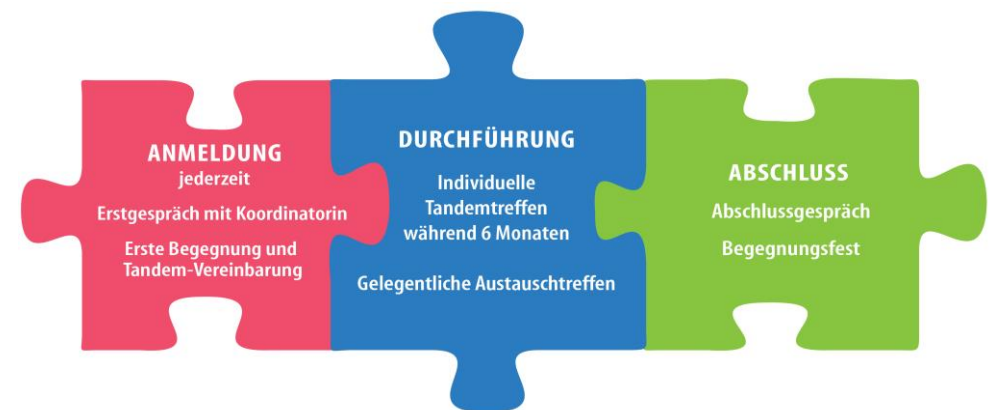 ANMELDUNG
jederzeit
Erstgespräch mit Koordinatorin
Erste Begegnung und
Tandem-Vereinbarung
DURCHFÜHRUNG
Individuelle
Tandemtreffen
während 6 Monaten
Gelegentliche Austauschtreffen
ABSCHLUSS
Abschlussgespräch
Begegnungsfest